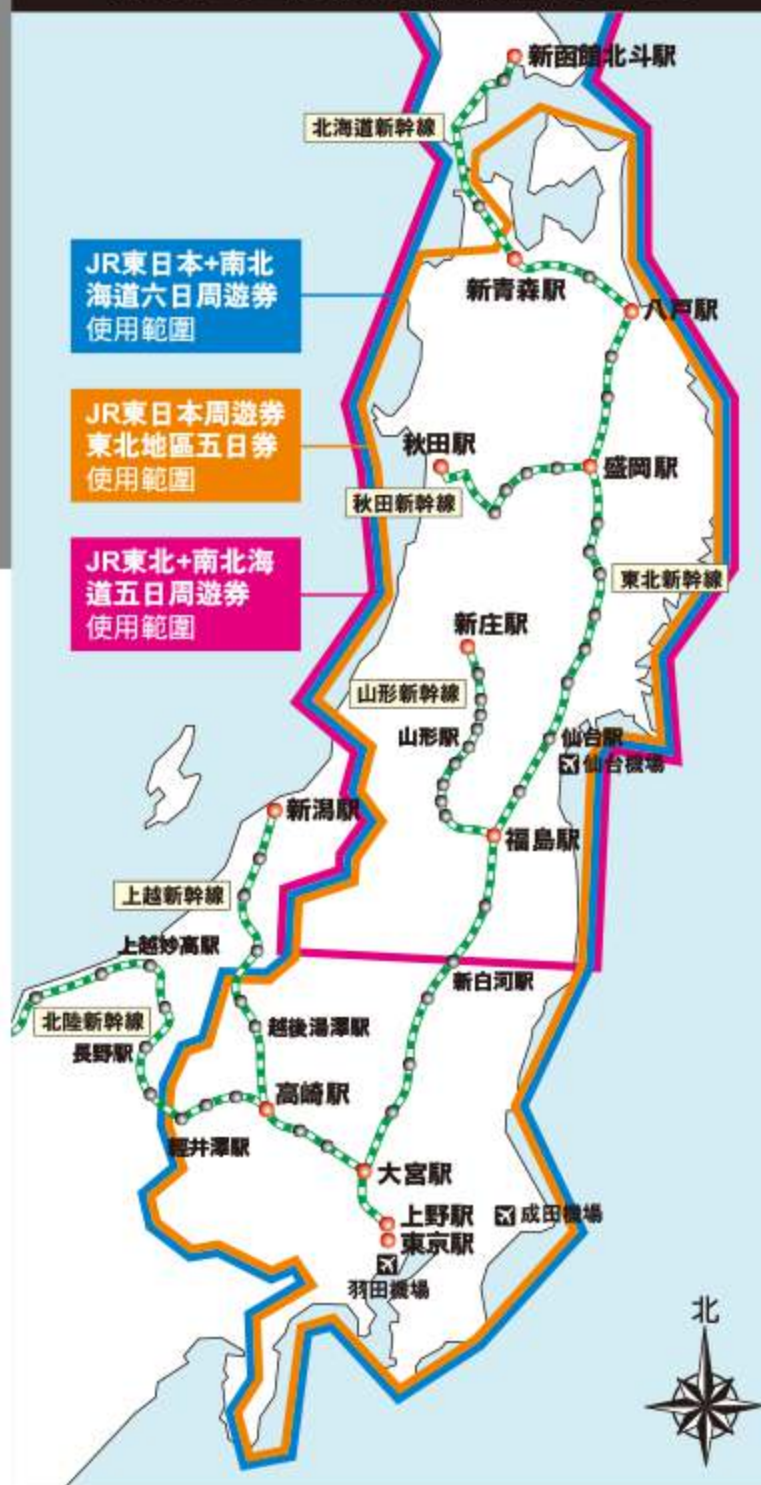 新函館北斗駅
北海道新幹線
JR東日本+南北
海道六日周遊券
使用範圍
新青森駅
八戸駅
JR東日本周遊券
東北地區五日券
使用範圍
秋田駅
盛岡駅
秋田新幹線
JR東北+南北海
道五日周遊券
使用範圍
東北新幹線
新庄駅
山形新幹線
山形駅
仙台駅
仙台機場
新潟駅
福島駅
上越新幹線
上越妙高駅
新白河駅
北陸新幹線
越後湯澤駅
長野駅
高崎駅
輕井澤駅
大宮駅
上野駅
成田機場
東京駅
羽田機場
北